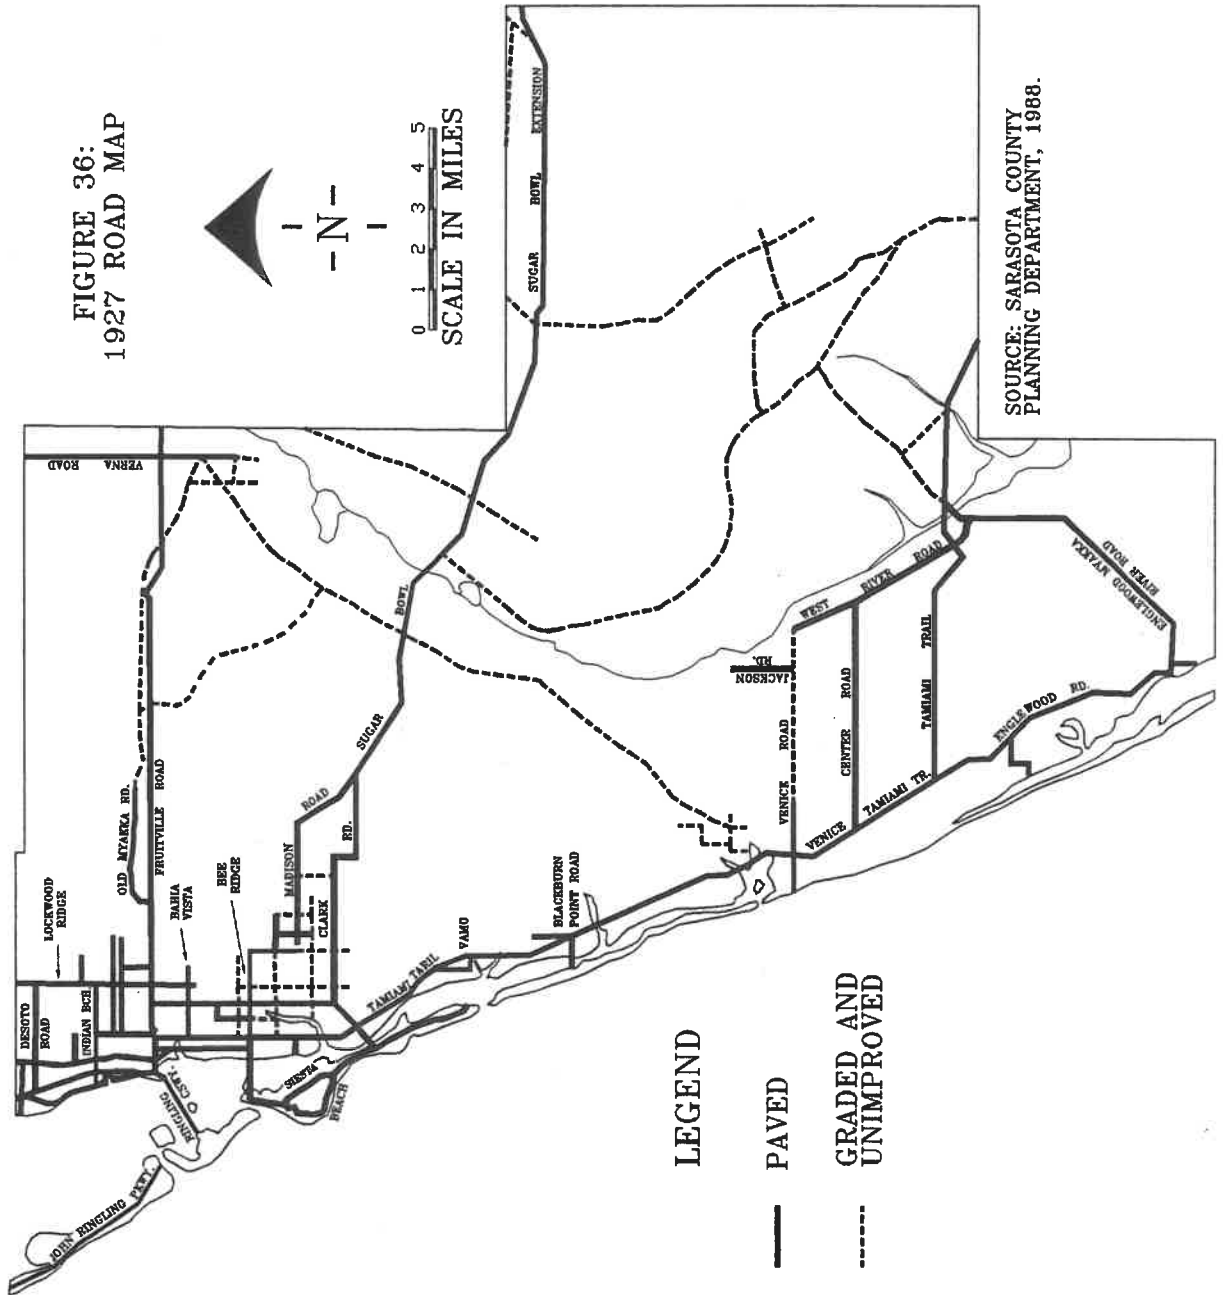 FIGURE 36:
1927 ROAD MAP
N
0 1 2 3 4 5
SCALE IN MILES
VERNA ROAD
OLD MYAKKA RD.
FRUITVILLE ROAD
LOCKWOOD
RIDGE
BAHIA
VISTA
BEE
RIDGE
DESOTO
ROAD
INDIAN BCH
RINGLING CSWY.
JOHN RINGLING PKWY.
SIESTA
BEACH
MADISON ROAD
CLARK RD.
SUGAR BOWL
SUGAR BOWL EXTENSION
TAMIAMI TARIL
VAMO
BLACKBURN
POINT ROAD
JACKSON
RD.
VENICE ROAD
WEST RIVER ROAD
CENTER ROAD
TAMIAMI TRAIL
VENICE TAMIAMI TR.
ENGLEWOOD RD.
ENGLEWOOD MYAKKA
RIVER ROAD
LEGEND
PAVED
GRADED AND
UNIMPROVED
SOURCE: SARASOTA COUNTY
PLANNING DEPARTMENT, 1988.